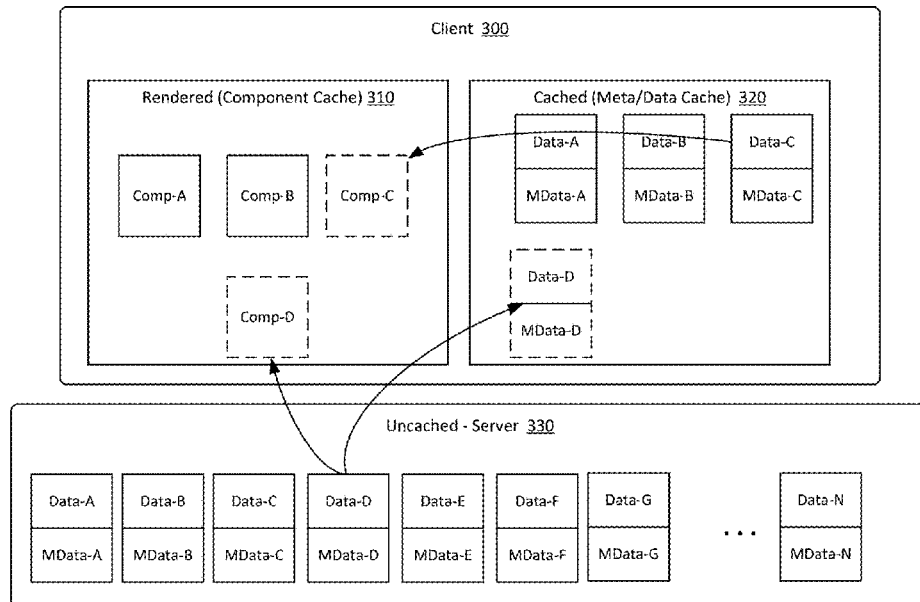 Client 300
Rendered (Component Cache) 310
Comp-A
Comp-B
Comp-C
Comp-D
Cached (Meta/Data Cache) 320
Data-A
Data-B
Data-C
MData-A
MData-B
MData-C
Data-D
MData-D
Uncached - Server 330
Data-A
Data-B
Data-C
Data-D
Data-E
Data-F
Data-G
...
Data-N
MData-A
MData-B
MData-C
MData-D
MData-E
MData-F
MData-G
MData-N